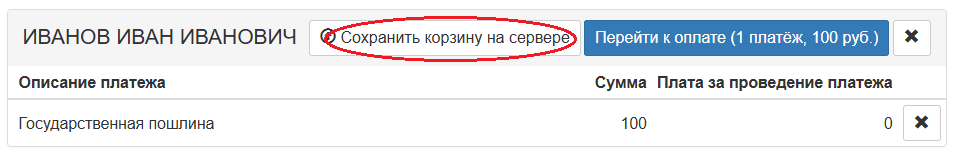 ИВАНОВ ИВАН ИВАНОВИЧ Сохранить корзину на сервере Перейти к оплате (1 платёж, 100 руб.)
Описание платежа Сумма Плата за проведение платежа
Государственная пошлина 100 0